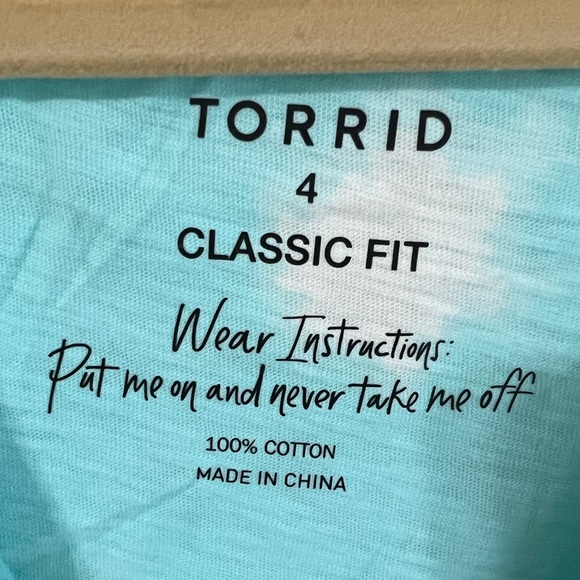 TORRID
4
CLASSIC FIT
Wear Instructions:
Put me on and never take me off
100% COTTON
MADE IN CHINA